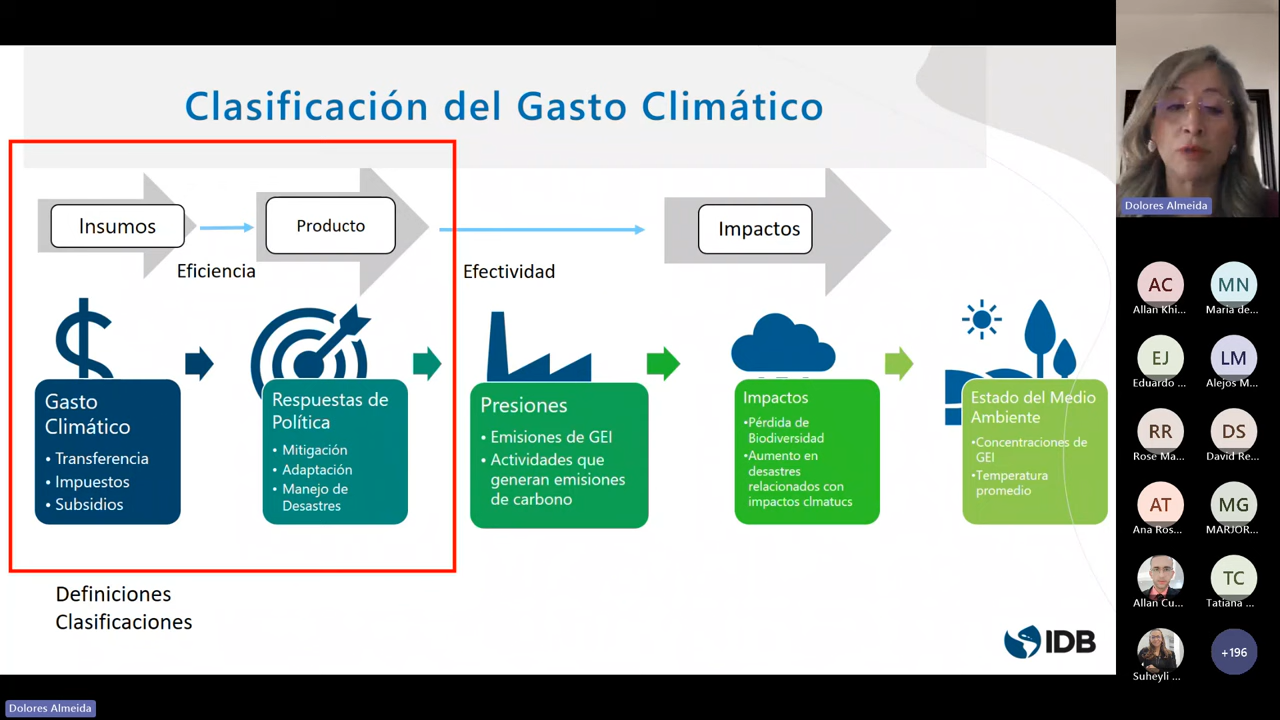 Clasificación del Gasto Climático
Insumos
Producto
Impactos
Eficiencia
Efectividad
Gasto
Climático
• Transferencia
• Impuestos
• Subsidios
Respuestas de
Política
• Mitigación
• Adaptación
• Manejo de
Desastres
Presiones
• Emisiones de GEI
• Actividades que
generan emisiones
de carbono
Impactos
•Pérdida de
Biodiversidad
•Aumento en
desastres
relacionados con
impactos clmatucs
Estado del Medio
Ambiente
•Concentraciones de
GEI
•Temperatura
promedio
Definiciones
Clasificaciones
IDB
Dolores Almeida
Dolores Almeida
AC
Allan Khi...
MN
Maria de...
EJ
Eduardo ...
LM
Alejos M...
RR
Rose Ma...
DS
David Re...
AT
Ana Ros...
MG
MARJOR...
Allan Cu...
TC
Tatiana ...
Suheyli ...
+196